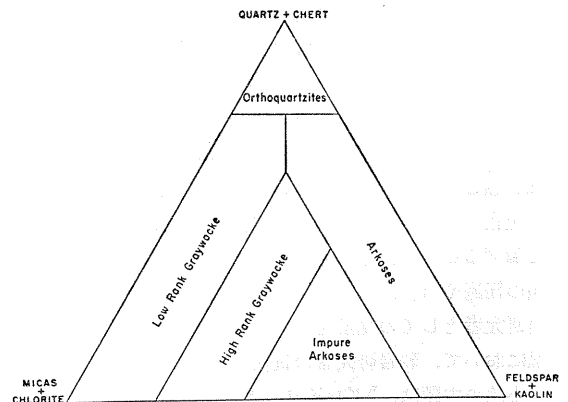 QUARTZ + CHERT
Orthoquartzites
Low Rank Graywacke
High Rank Graywacke
Arkoses
Impure
Arkoses
MICAS
+
CHLORITE
FELDSPAR
+
KAOLIN